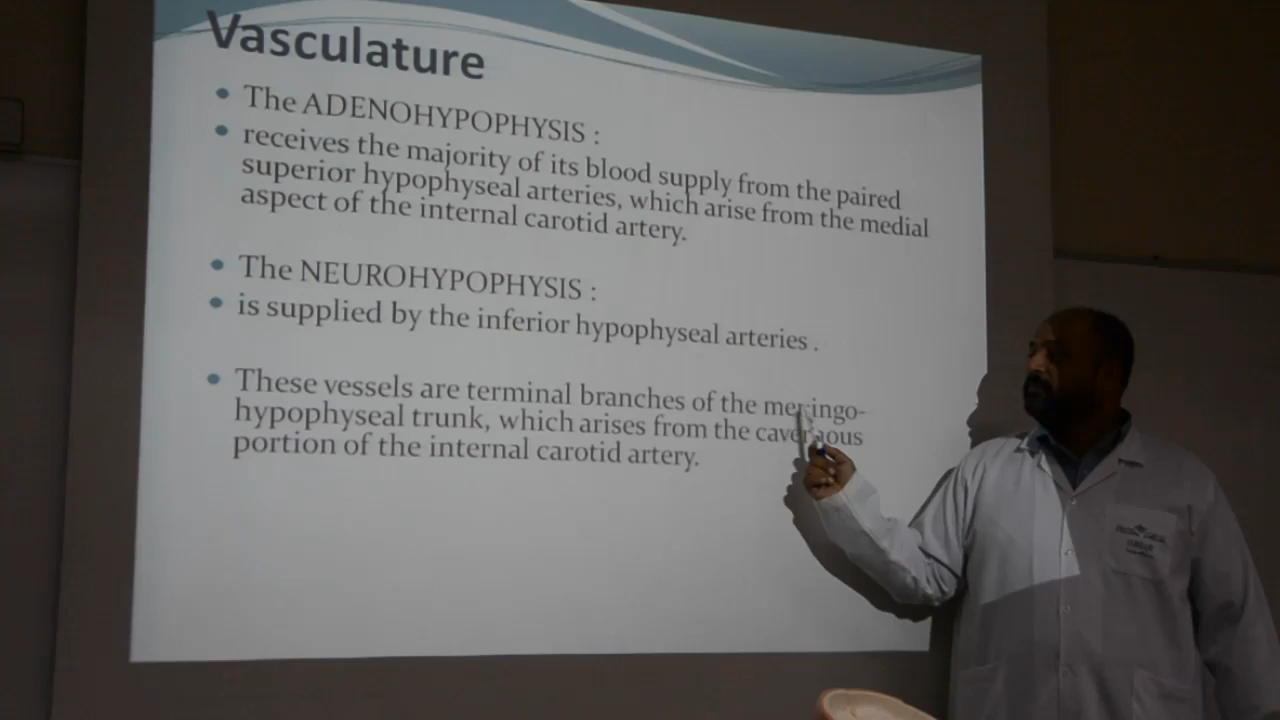 Vasculature
• The ADENOHYPOPHYSIS :
• receives the majority of its blood supply from the paired
superior hypophyseal arteries, which arise from the medial
aspect of the internal carotid artery.
• The NEUROHYPOPHYSIS :
• is supplied by the inferior hypophyseal arteries .
• These vessels are terminal branches of the meningo-
hypophyseal trunk, which arises from the cavernous
portion of the internal carotid artery.